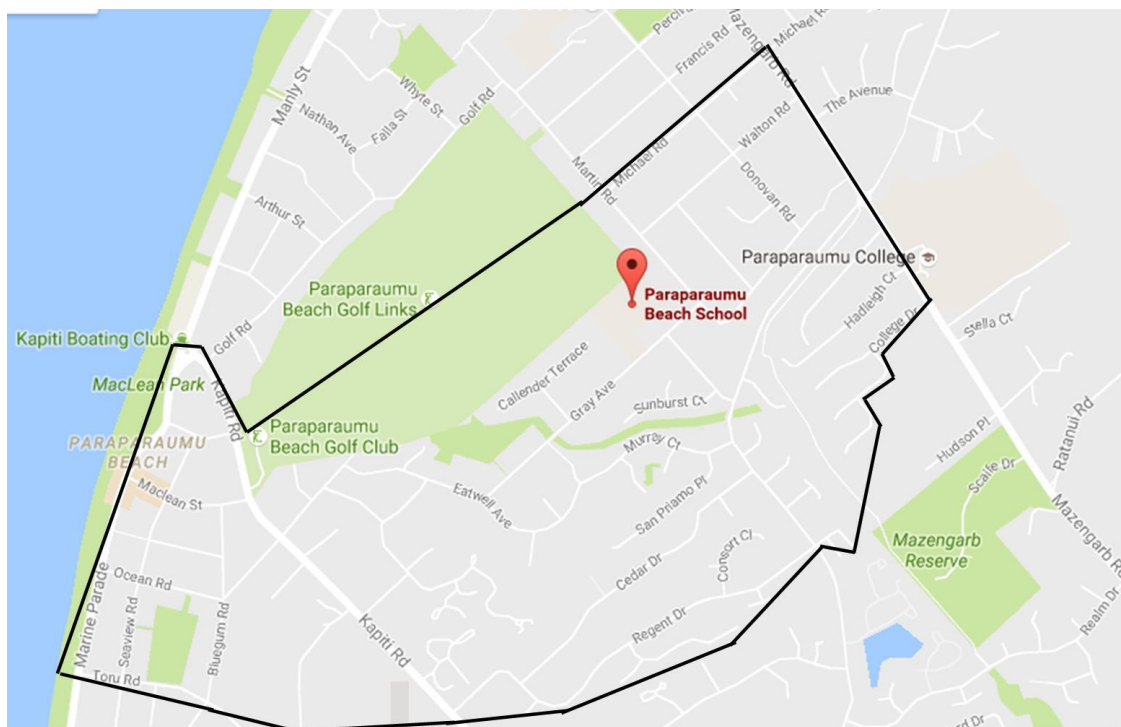 Perciv
Mazengarb Rd
Michael R
Francis Rd
Manly St
Whyte St
Golf Rd
The Avenue
Nathan Ave
Falla St
Walton Rd
Michael Rd
Martin Rd
Donovan Rd
Arthur St
Paraparaumu College
Paraparaumu
Beach School
Paraparaumu
Beach Golf Links
Hadleigh Ct
College Dr
Stella Ct
Kapiti Boating Club
Golf Rd
MacLean Park
Kapiti Rd
Callender Terrace
Gray Ave
Sunburst Ct
Paraparaumu
Beach Golf Club
PARAPARAUMU
BEACH
Murray Ct
Hudson Pl
Ratanui Rd
Scaife Dr
Maclean St
Eatwell Ave
San Priamo Pl
Mazengarb
Reserve
Mazengarb R
Consort Cl
Cedar Dr
Ocean Rd
Marine Parade
Seaview Rd
Bluegum Rd
Kapiti Rd
Regent Dr
Realm Dr
Toru Rd